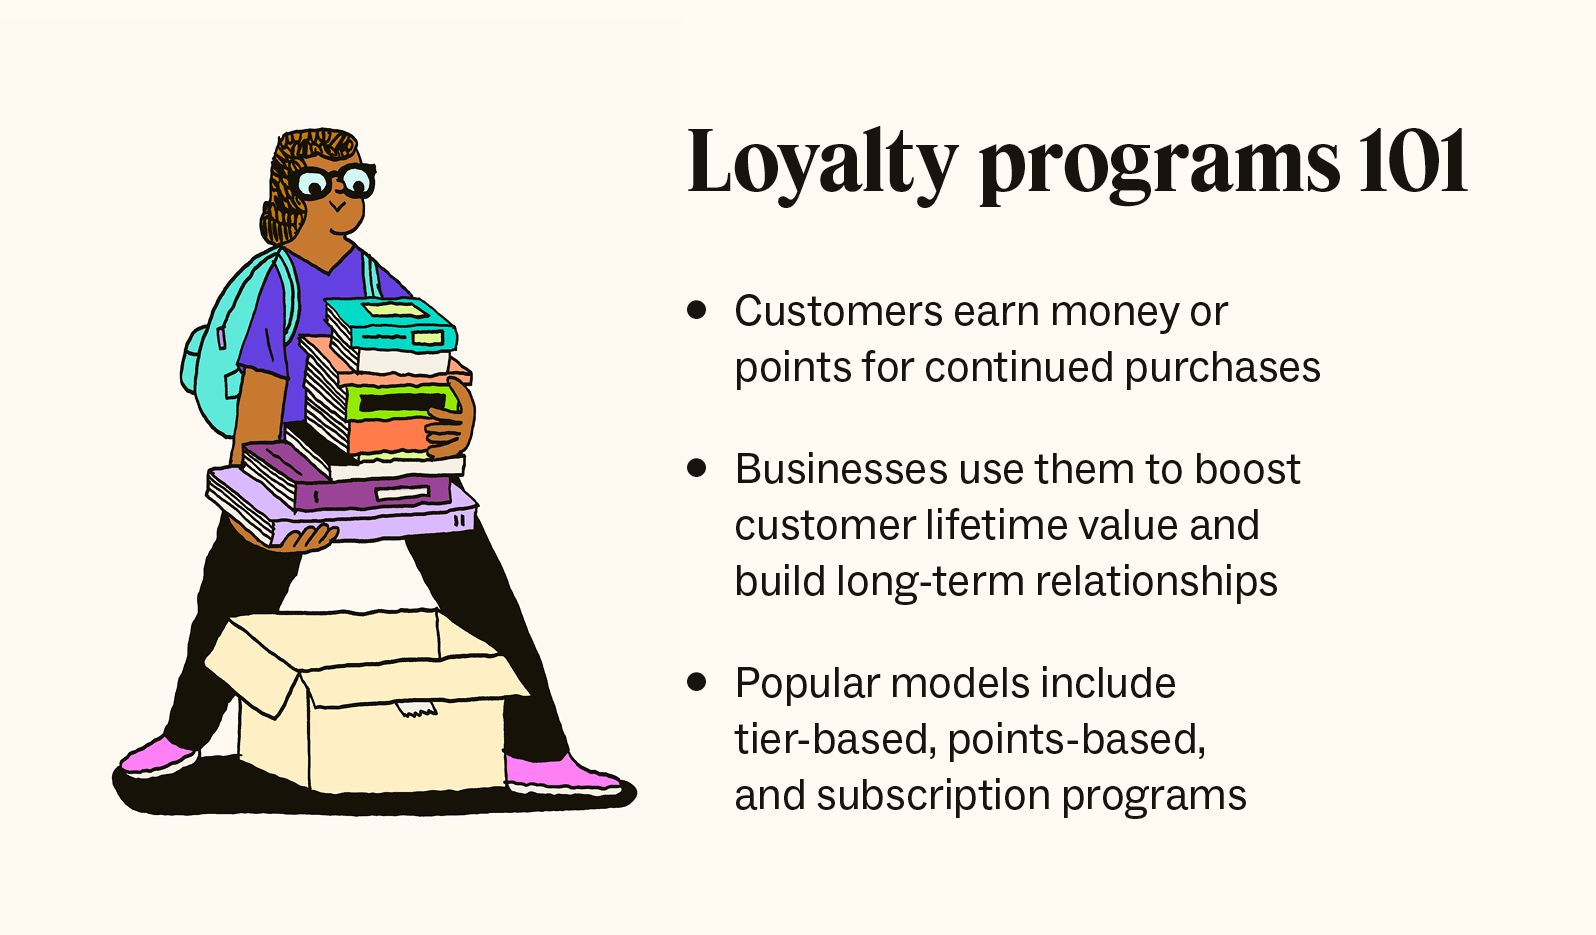 Loyalty programs 101
• Customers earn money or
points for continued purchases
• Businesses use them to boost
customer lifetime value and
build long-term relationships
• Popular models include
tier-based, points-based,
and subscription programs